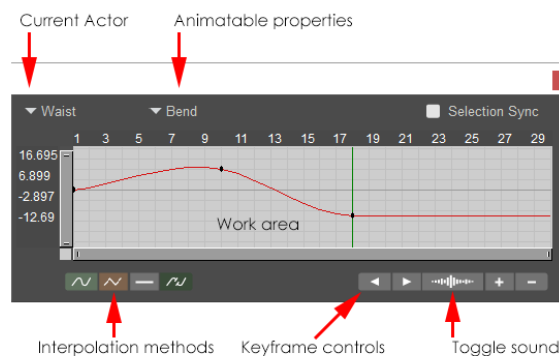 Current Actor Animatable properties
Waist Bend Selection Sync
1 3 5 7 9 11 13 15 17 19 21 23 25 27 29
16.695
6.899
-2.897
-12.69
Work area
Interpolation methods Keyframe controls Toggle sound